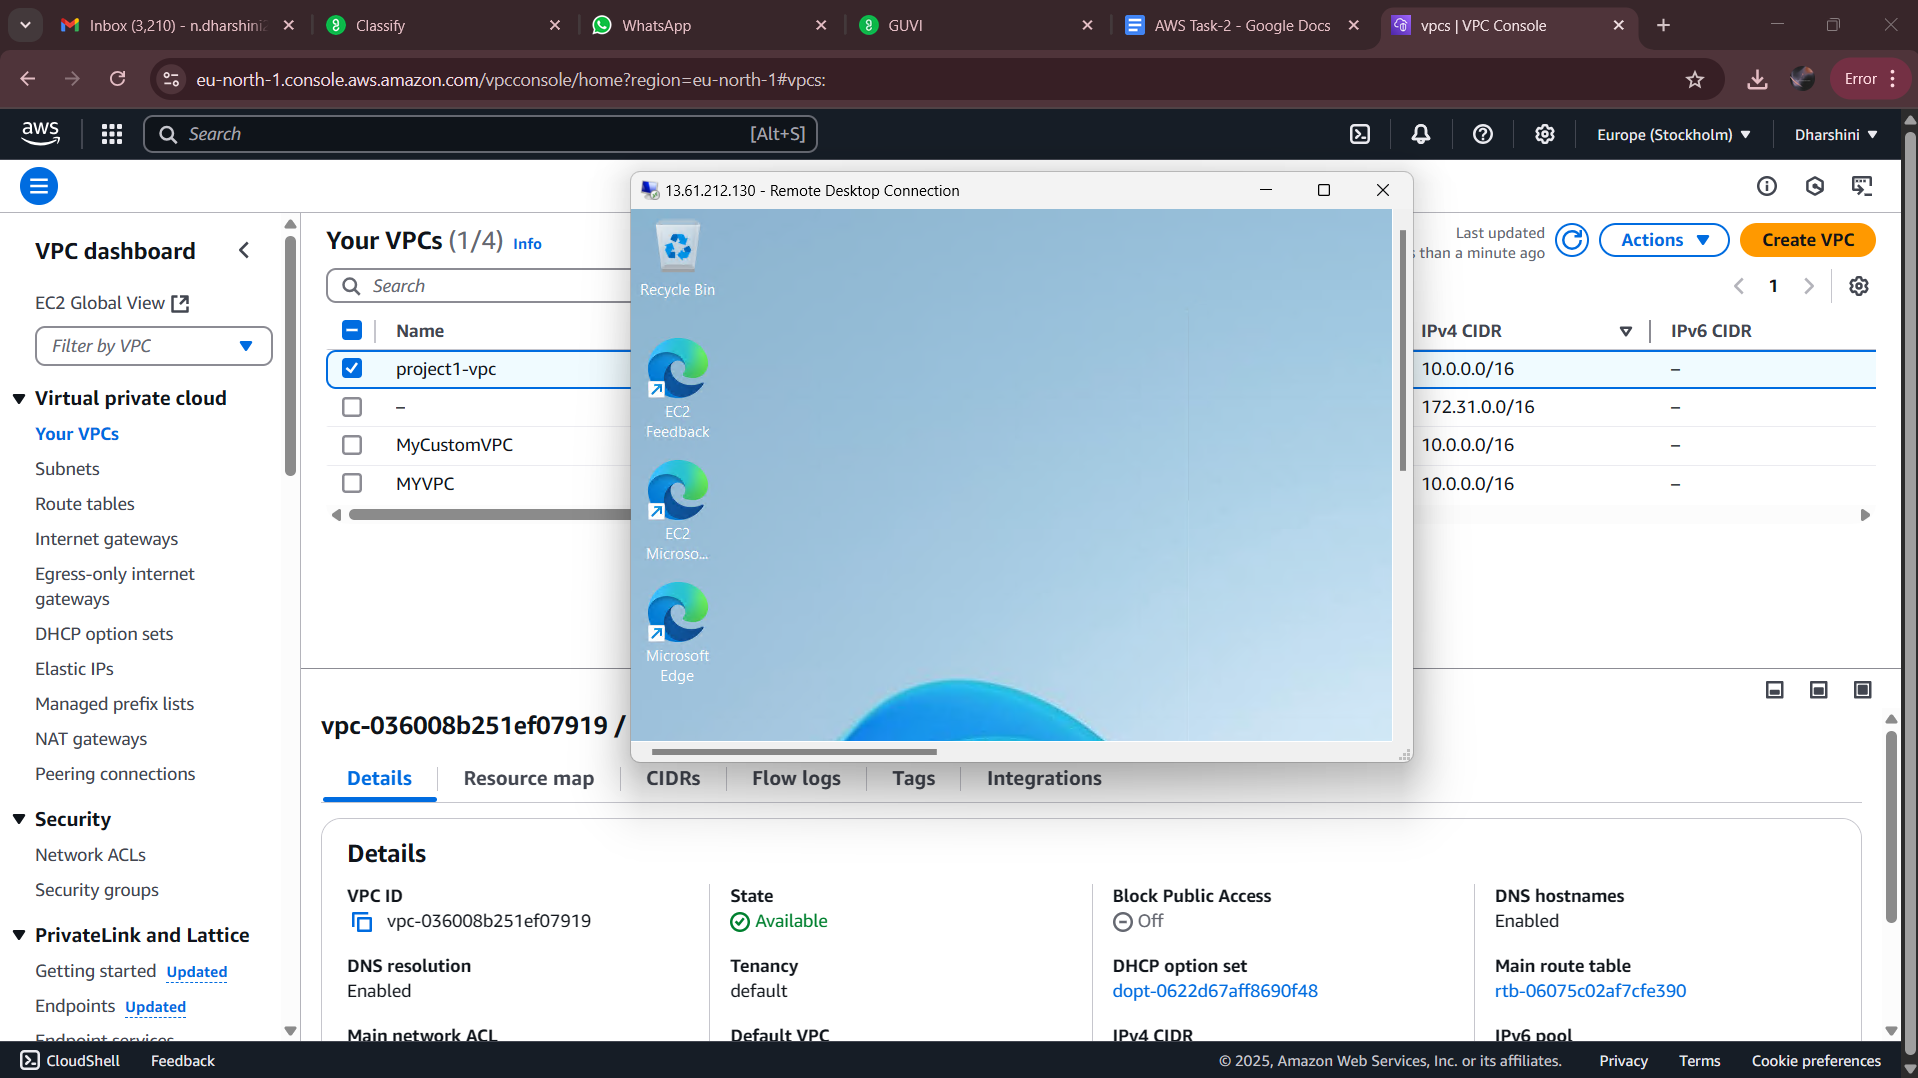 Inbox (3,210) - n.dharshini2
Classify
WhatsApp
GUVI
AWS Task-2 - Google Docs
vpcs | VPC Console
eu-north-1.console.aws.amazon.com/vpcconsole/home?region=eu-north-1#vpcs:
Error
aws
Search
[Alt+S]
Europe (Stockholm)
Dharshini
13.61.212.130 - Remote Desktop Connection
VPC dashboard
EC2 Global View
Filter by VPC
Virtual private cloud
Your VPCs
Subnets
Route tables
Internet gateways
Egress-only internet
gateways
DHCP option sets
Elastic IPs
Managed prefix lists
NAT gateways
Peering connections
Security
Network ACLs
Security groups
PrivateLink and Lattice
Getting started Updated
Endpoints Updated
Endpoint services
Your VPCs (1/4) Info
Search
Last updated
than a minute ago
Actions
Create VPC
1
Name
IPv4 CIDR
IPv6 CIDR
project1-vpc
10.0.0.0/16
–
–
172.31.0.0/16
–
MyCustomVPC
10.0.0.0/16
–
MYVPC
10.0.0.0/16
–
Recycle Bin
EC2
Feedback
EC2
Microso...
Microsoft
Edge
vpc-036008b251ef07919 /
Details
Resource map
CIDRs
Flow logs
Tags
Integrations
Details
VPC ID
vpc-036008b251ef07919
State
Available
Block Public Access
Off
DNS hostnames
Enabled
DNS resolution
Enabled
Tenancy
default
DHCP option set
dopt-0622d67aff8690f48
Main route table
rtb-06075c02af7cfe390
Main network ACL
Default VPC
IPv4 CIDR
IPv6 pool
CloudShell
Feedback
© 2025, Amazon Web Services, Inc. or its affiliates.
Privacy
Terms
Cookie preferences